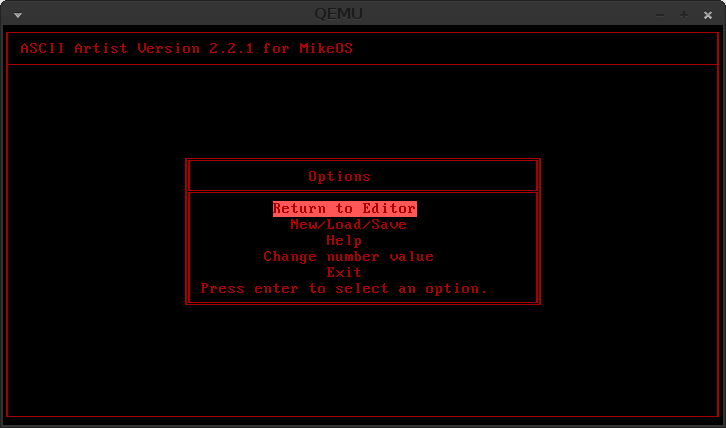 QEMU
ASCII Artist Version 2.2.1 for MikeOS
Options
Return to Editor
New/Load/Save
Help
Change number value
Exit
Press enter to select an option.